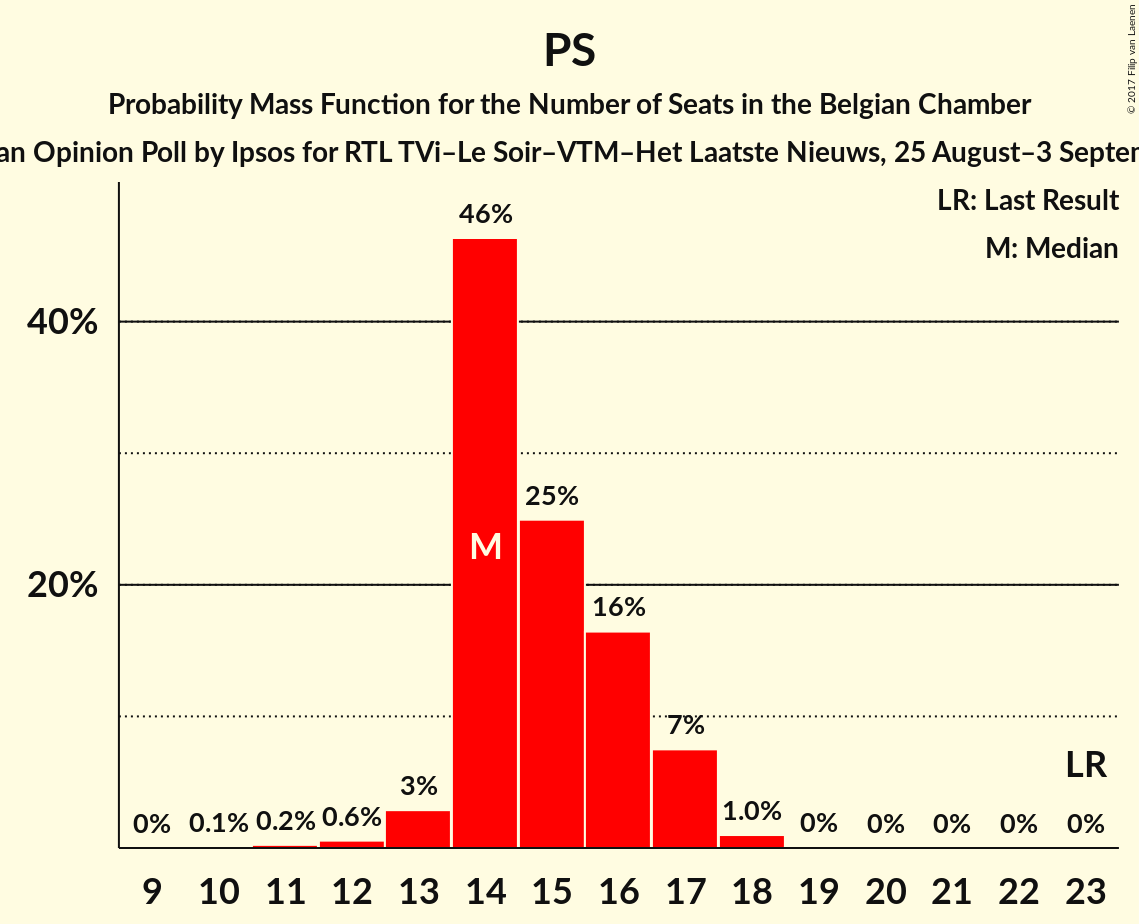 PS
Probability Mass Function for the Number of Seats in the Belgian Chamber
an Opinion Poll by Ipsos for RTL TVi–Le Soir–VTM–Het Laatste Nieuws, 25 August–3 Septem
LR: Last Result
M: Median
46%
40%
25%
M
20%
16%
7%
LR
3%
0% 0.1% 0.2% 0.6% 1.0% 0% 0% 0% 0% 0%
9 10 11 12 13 14 15 16 17 18 19 20 21 22 23
© 2017 Filip van Laenen